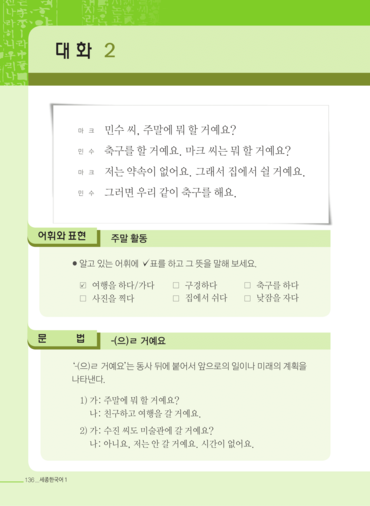 대화 2
마 크 민수 씨, 주말에 뭐 할 거예요?
민 수 축구를 할 거예요. 마크 씨는 뭐 할 거예요?
마 크 저는 약속이 없어요. 그래서 집에서 쉴 거예요.
민 수 그러면 우리 같이 축구를 해요.
어휘와 표현 주말 활동
● 알고 있는 어휘에 ✓표를 하고 그 뜻을 말해 보세요.
☑ 여행을 하다/가다 □ 구경하다 □ 축구를 하다
□ 사진을 찍다 □ 집에서 쉬다 □ 낮잠을 자다
문 법 -(으)ㄹ 거예요
'-(으)ㄹ 거예요'는 동사 뒤에 붙어서 앞으로의 일이나 미래의 계획을
나타낸다.
1) 가: 주말에 뭐 할 거예요?
나: 친구하고 여행을 갈 거예요.
2) 가: 수진 씨도 미술관에 갈 거예요?
나: 아니요, 저는 안 갈 거예요. 시간이 없어요.
136 _ 세종한국어 1